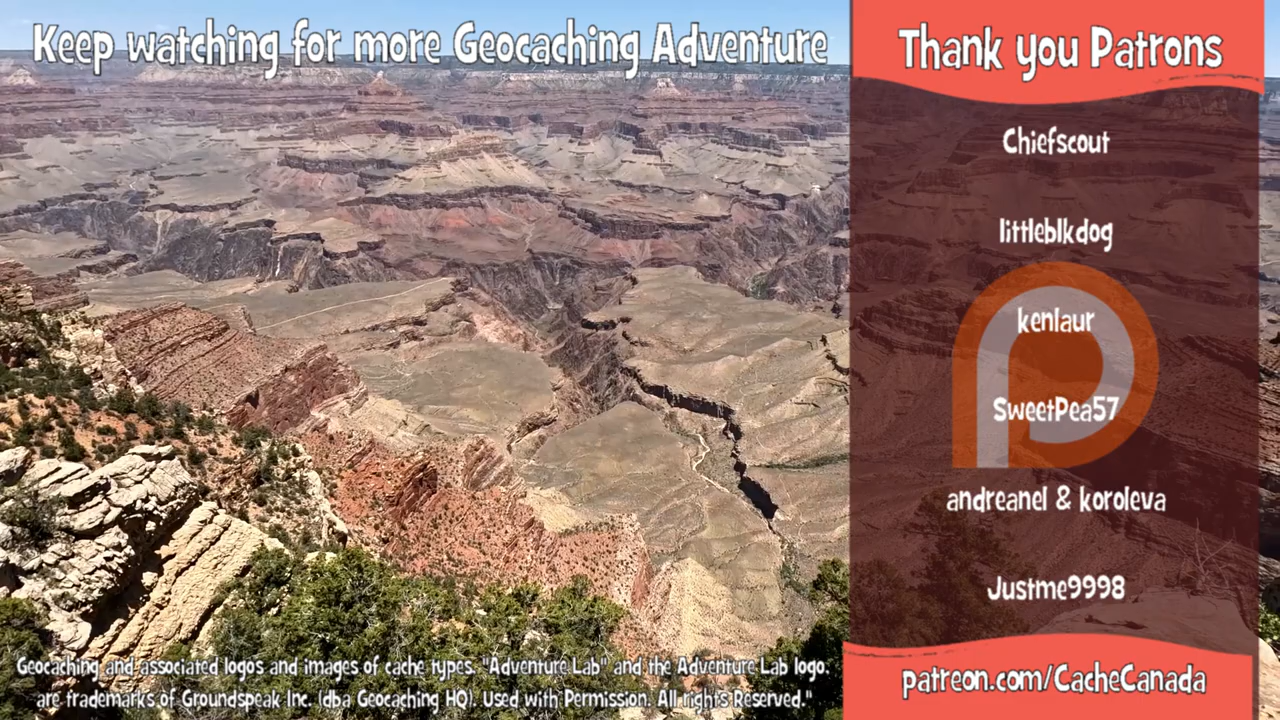 Keep watching for more Geocaching Adventure
Thank you Patrons
Chiefscout
littleblkdog
kenlaur
SweetPea57
andreanel & koroleva
Justme9998
patreon.com/CacheCanada
Geocaching and associated logos and images of cache types. "Adventure Lab" and the Adventure Lab logo.
are trademarks of Groundspeak Inc. (dba Geocaching HQ). Used with Permission. All rights Reserved."